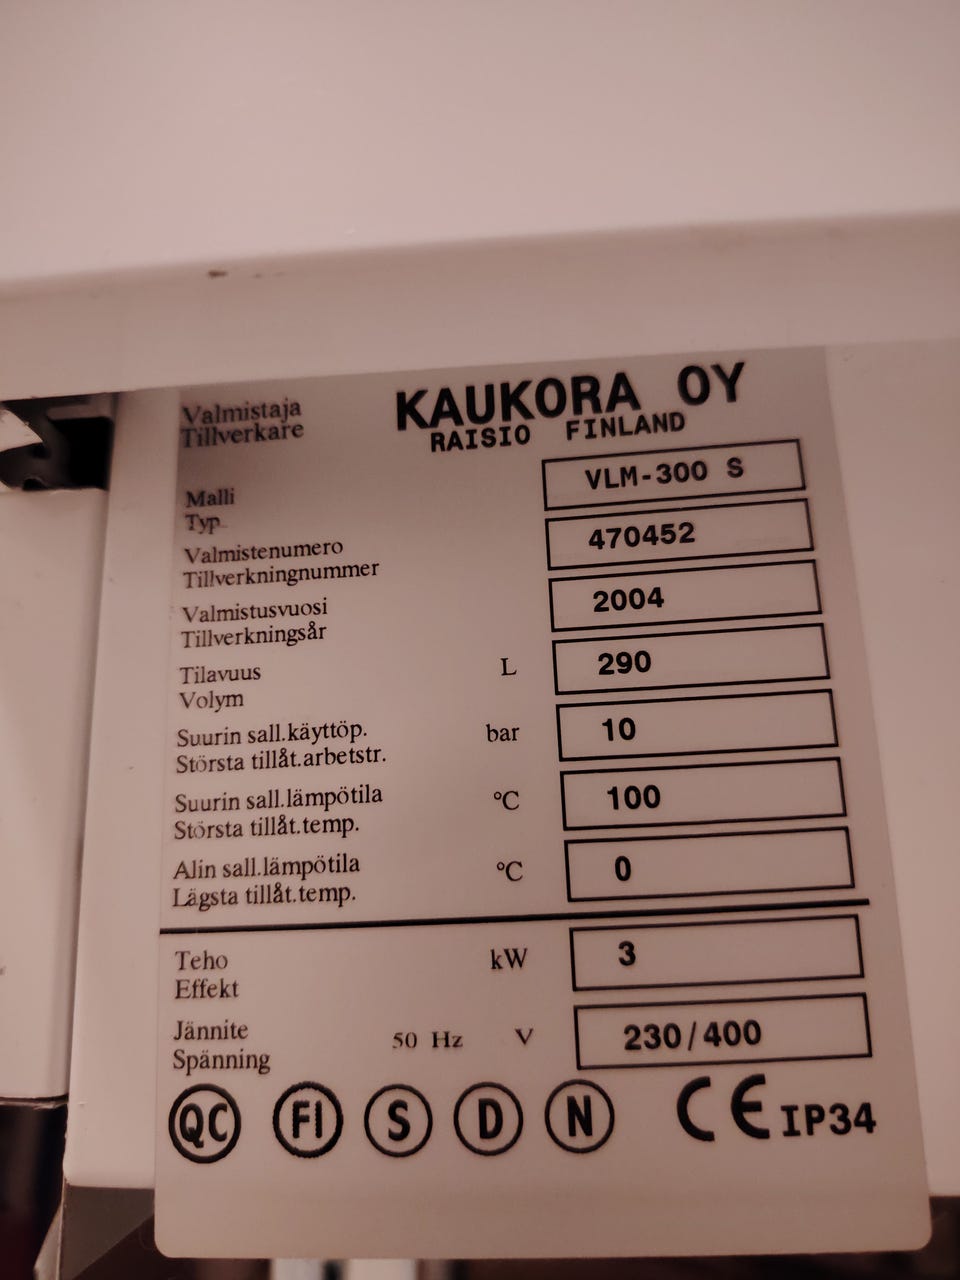 Valmistaja KAUKORA OY
Tillverkare RAISIO FINLAND
Malli VLM-300 S
Typ
Valmistenumero 470452
Tillverkningnummer
Valmistusvuosi 2004
Tillverkningsår
Tilavuus L 290
Volym
Suurin sall.käyttöp. bar 10
Största tillåt.arbetstr.
Suurin sall.lämpötila °C 100
Största tillåt.temp.
Alin sall.lämpötila °C 0
Lägsta tillåt.temp.
Teho kW 3
Effekt
Jännite 50 Hz V 230/400
Spänning
QC FI S D N CE IP34